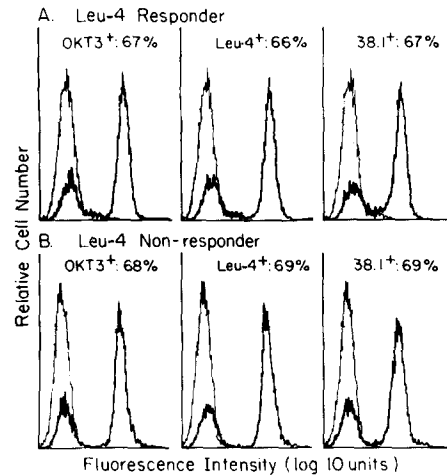 A. Leu-4 Responder
OKT3+: 67%
Leu-4+: 66%
38.1+: 67%
B. Leu-4 Non-responder
OKT3+: 68%
Leu-4+: 69%
38.1+: 69%
Relative Cell Number
Fluorescence Intensity (log 10 units)